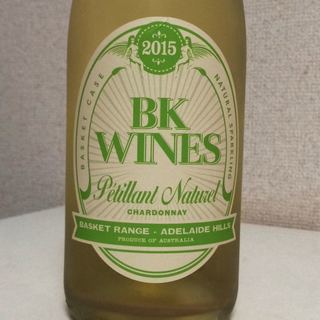 2015
BASKET CASE
NATURAL SPARKLING
BK
WINES
Pétillant Naturel
CHARDONNAY
BASKET RANGE - ADELAIDE HILLS
PRODUCE OF AUSTRALIA